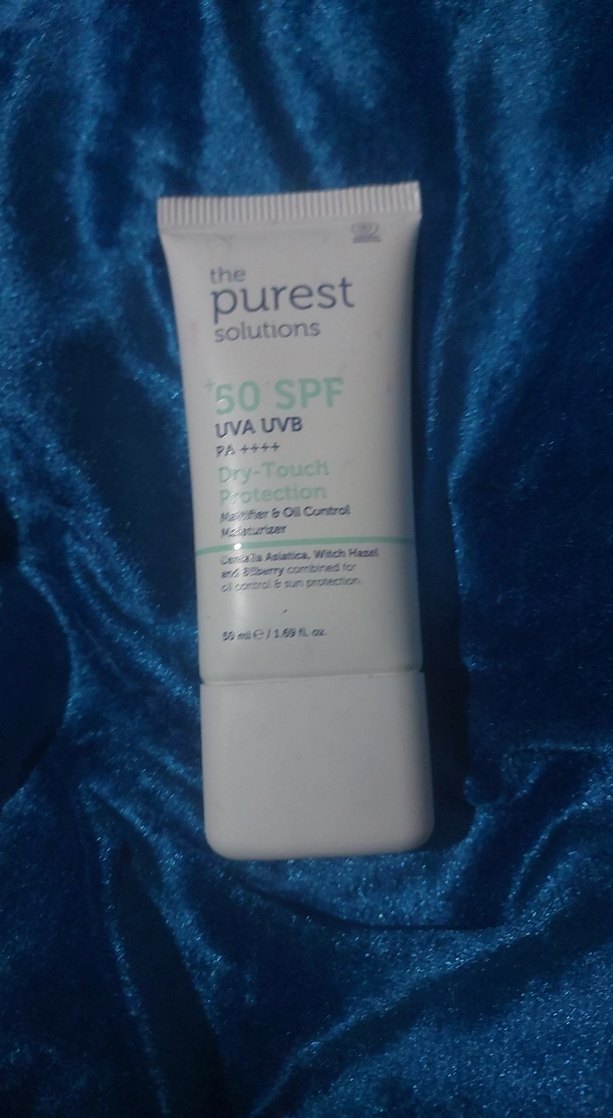 the
purest
solutions
+50 SPF
UVA UVB
PA ++++
Dry-Touch
Protection
Mattifier & Oil Control
Moisturizer
Centella Asiatica, Witch Hazel
and Bilberry combined for
oil control & sun protection.
50 ml ℮ / 1.69 fl. oz